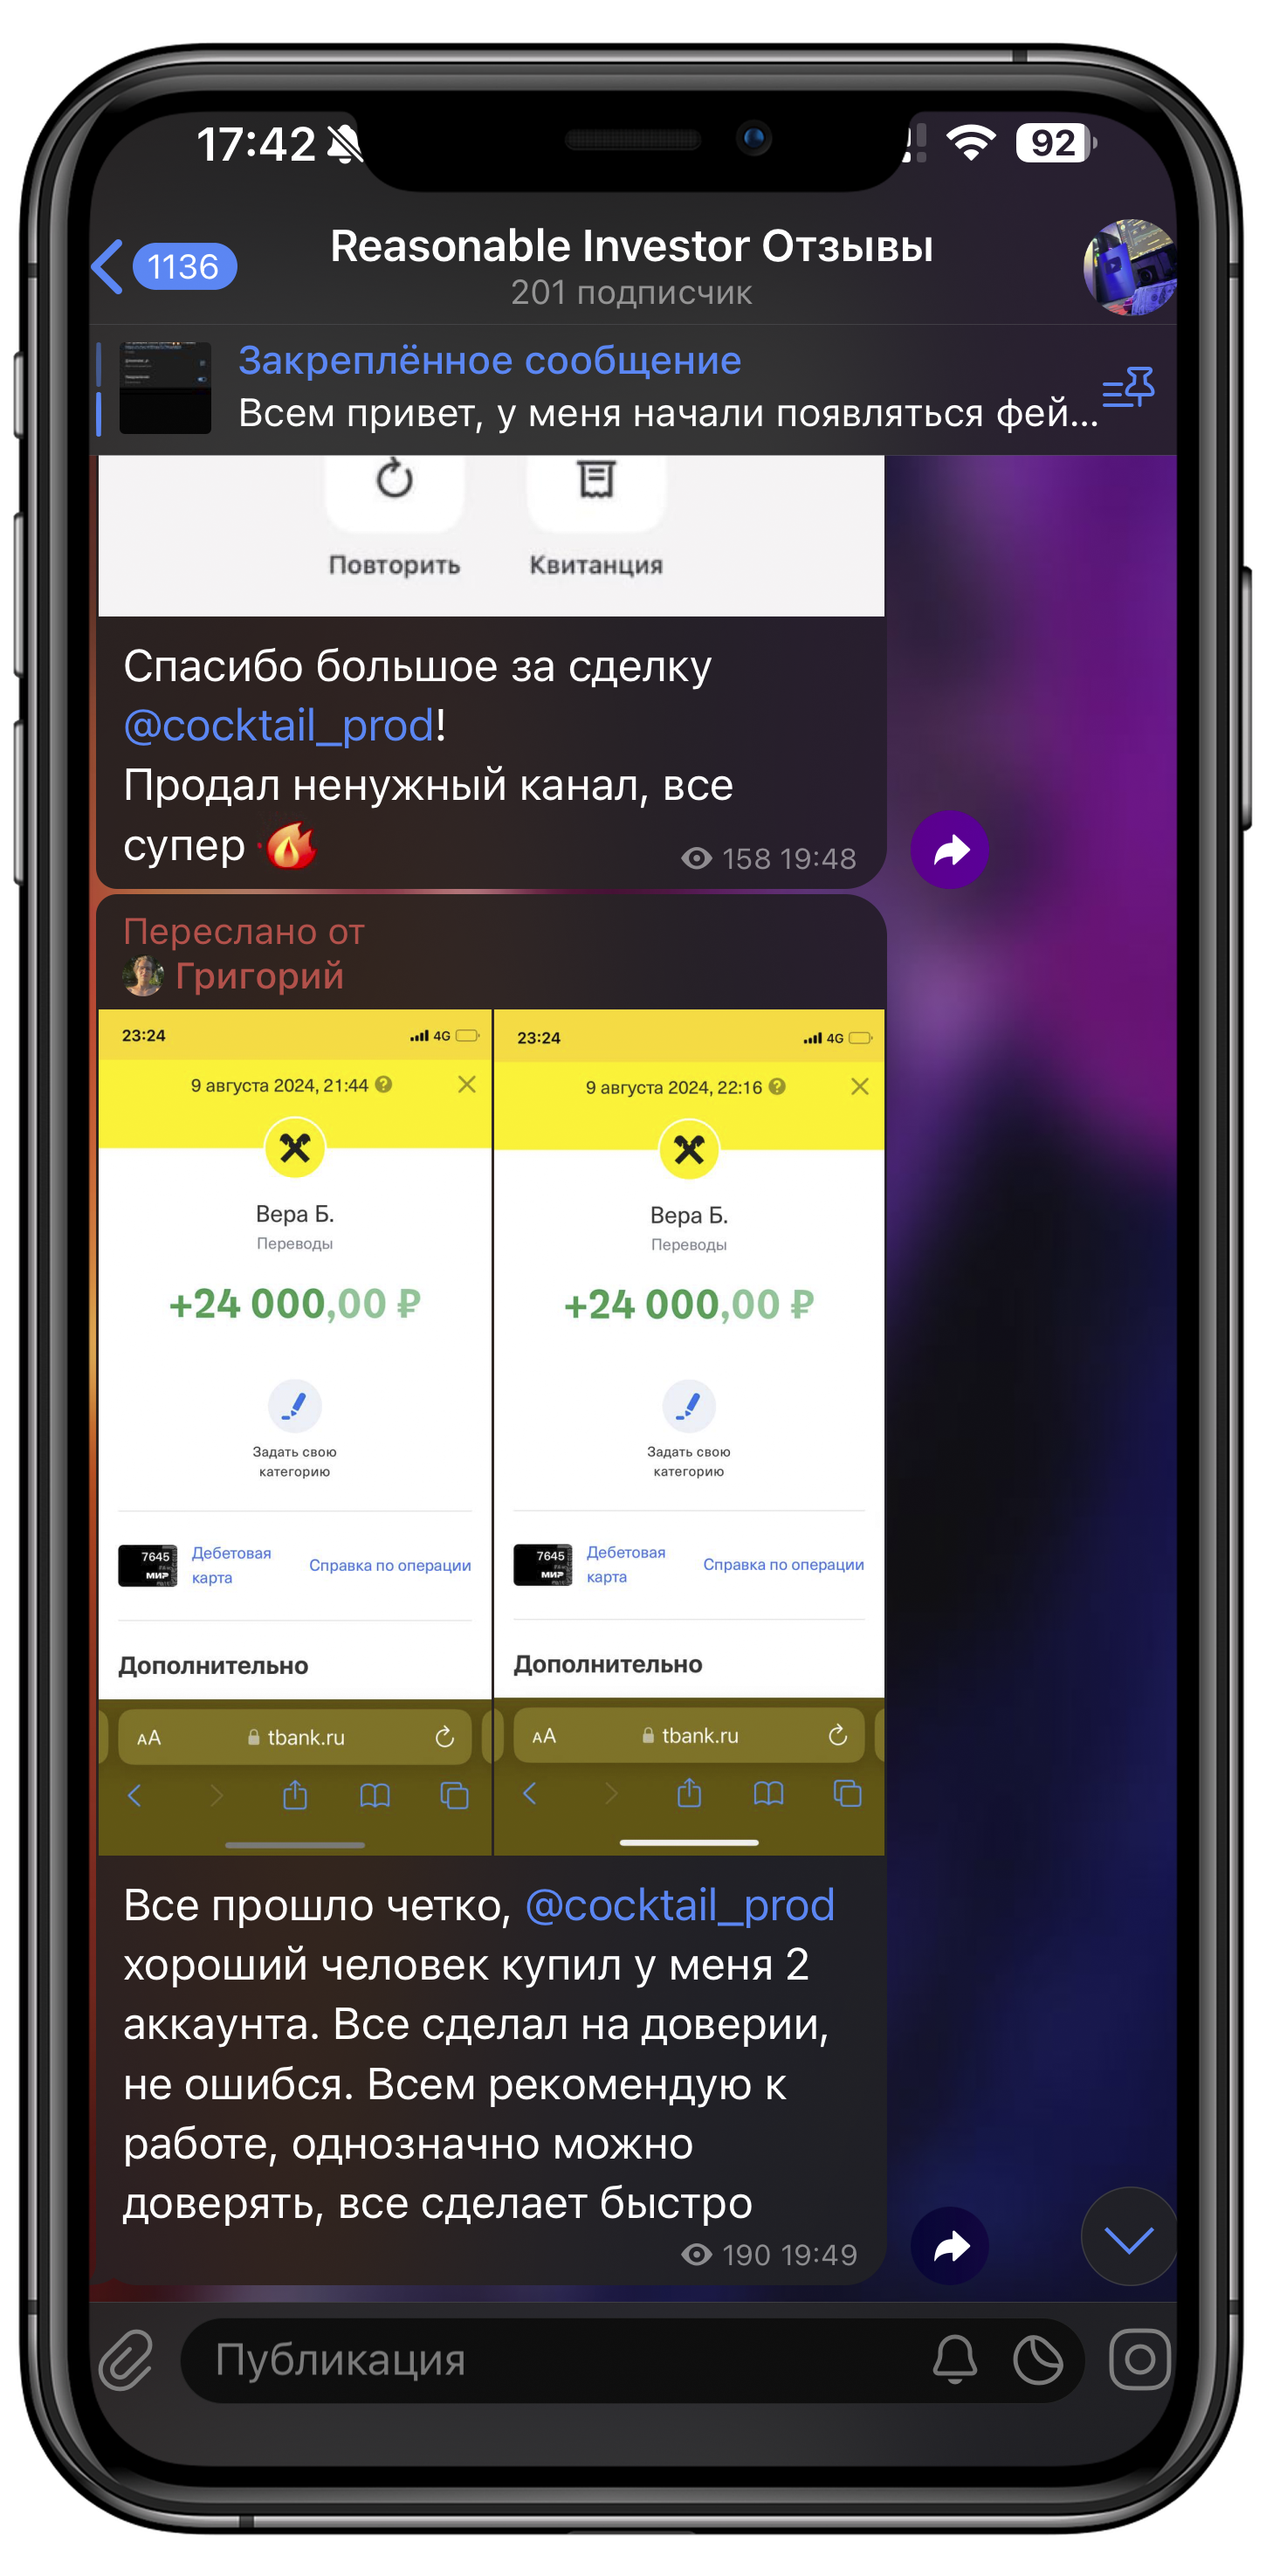 17:42
92
1136
Reasonable Investor Отзывы
201 подписчик
Закреплённое сообщение
Всем привет, у меня начали появляться фей...
Повторить
Квитанция
Спасибо большое за сделку
@cocktail_prod!
Продал ненужный канал, все
супер
158 19:48
Переслано от
Григорий
23:24
4G
9 августа 2024, 21:44
Вера Б.
Переводы
+24 000,00 ₽
Задать свою
категорию
7645
МИР
Дебетовая
карта
Справка по операции
Дополнительно
AA
tbank.ru
23:24
4G
9 августа 2024, 22:16
Вера Б.
Переводы
+24 000,00 ₽
Задать свою
категорию
7645
МИР
Дебетовая
карта
Справка по операции
Дополнительно
AA
tbank.ru
Все прошло четко, @cocktail_prod
хороший человек купил у меня 2
аккаунта. Все сделал на доверии,
не ошибся. Всем рекомендую к
работе, однозначно можно
доверять, все сделает быстро
190 19:49
Публикация